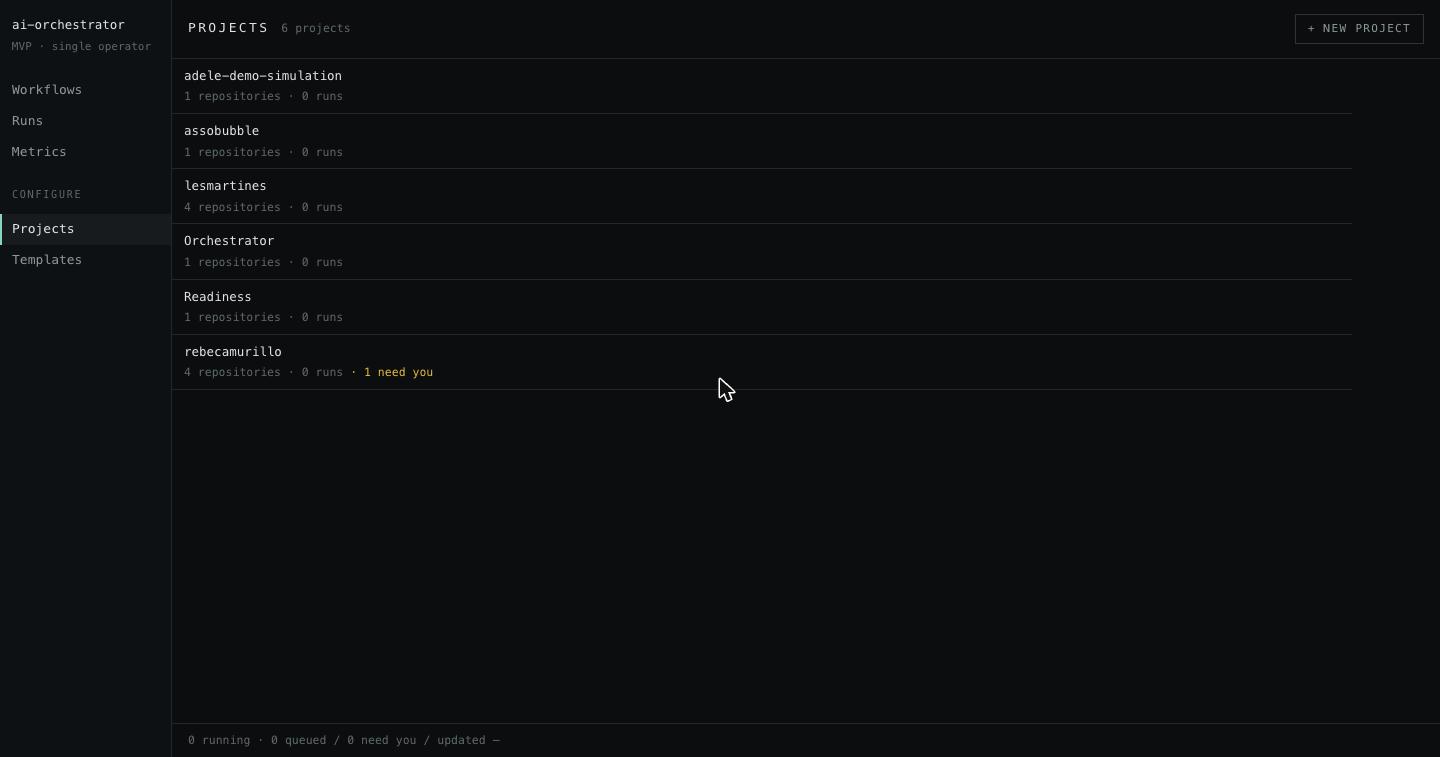 ai-orchestrator
MVP · single operator
Workflows
Runs
Metrics
CONFIGURE
Projects
Templates
PROJECTS 6 projects
+ NEW PROJECT
adele-demo-simulation
1 repositories · 0 runs
assobubble
1 repositories · 0 runs
lesmartines
4 repositories · 0 runs
Orchestrator
1 repositories · 0 runs
Readiness
1 repositories · 0 runs
rebecamurillo
4 repositories · 0 runs · 1 need you
0 running · 0 queued / 0 need you / updated —